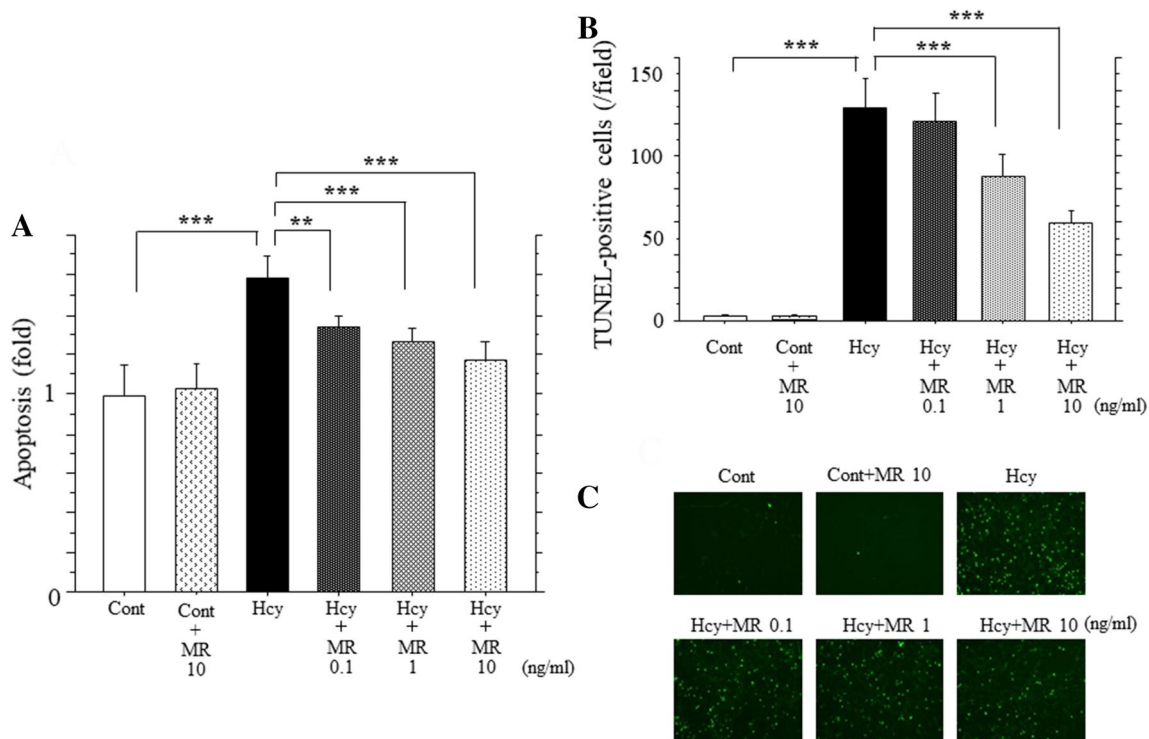 A
Apoptosis (fold)
***
**
***
***
1
0
Cont
Cont + MR 10
Hcy
Hcy + MR 0.1
Hcy + MR 1
Hcy + MR 10
(ng/ml)
B
TUNEL-positive cells (/field)
***
***
***
150
100
50
0
Cont
Cont + MR 10
Hcy
Hcy + MR 0.1
Hcy + MR 1
Hcy + MR 10
(ng/ml)
C
Cont
Cont+MR 10
Hcy
Hcy+MR 0.1
Hcy+MR 1
Hcy+MR 10
(ng/ml)